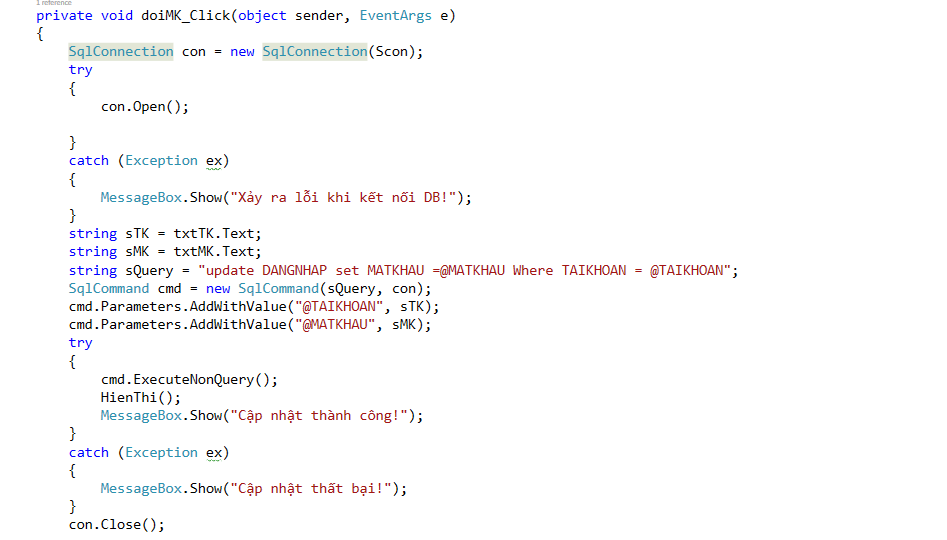 1 reference
private void doiMK_Click(object sender, EventArgs e)
{
SqlConnection con = new SqlConnection(Scon);
try
{
con.Open();
}
catch (Exception ex)
{
MessageBox.Show("Xảy ra lỗi khi kết nối DB!");
}
string sTK = txtTK.Text;
string sMK = txtMK.Text;
string sQuery = "update DANGNHAP set MATKHAU =@MATKHAU Where TAIKHOAN = @TAIKHOAN";
SqlCommand cmd = new SqlCommand(sQuery, con);
cmd.Parameters.AddWithValue("@TAIKHOAN", sTK);
cmd.Parameters.AddWithValue("@MATKHAU", sMK);
try
{
cmd.ExecuteNonQuery();
HienThi();
MessageBox.Show("Cập nhật thành công!");
}
catch (Exception ex)
{
MessageBox.Show("Cập nhật thất bại!");
}
con.Close();